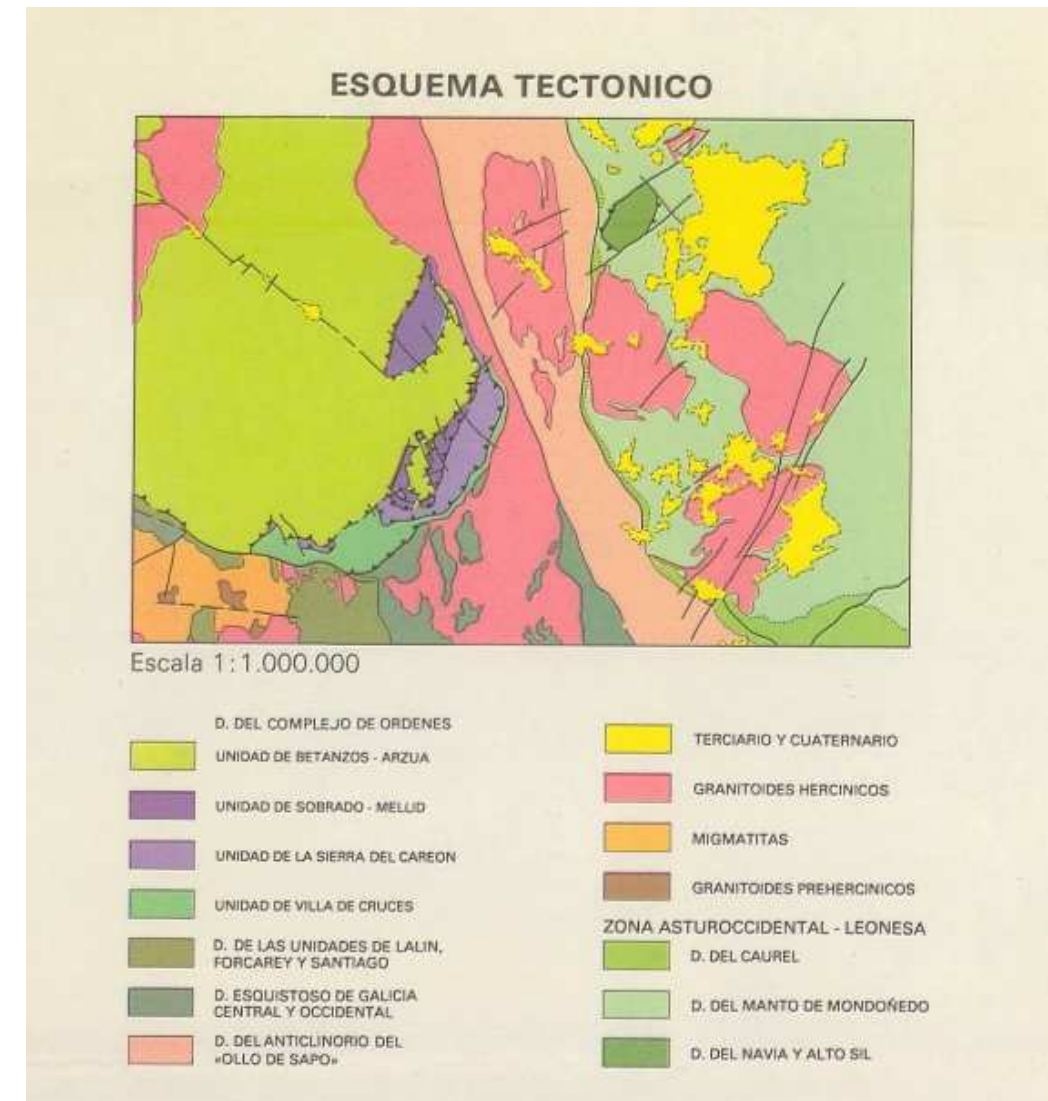 ESQUEMA TECTONICO
Escala 1:1.000.000
D. DEL COMPLEJO DE ORDENES
UNIDAD DE BETANZOS - ARZUA
UNIDAD DE SOBRADO - MELLID
UNIDAD DE LA SIERRA DEL CAREON
UNIDAD DE VILLA DE CRUCES
D. DE LAS UNIDADES DE LALIN,
FORCAREY Y SANTIAGO
D. ESQUISTOSO DE GALICIA
CENTRAL Y OCCIDENTAL
D. DEL ANTICLINORIO DEL
«OLLO DE SAPO»
TERCIARIO Y CUATERNARIO
GRANITOIDES HERCINICOS
MIGMATITAS
GRANITOIDES PREHERCINICOS
ZONA ASTUROCCIDENTAL - LEONESA
D. DEL CAUREL
D. DEL MANTO DE MONDOÑEDO
D. DEL NAVIA Y ALTO SIL